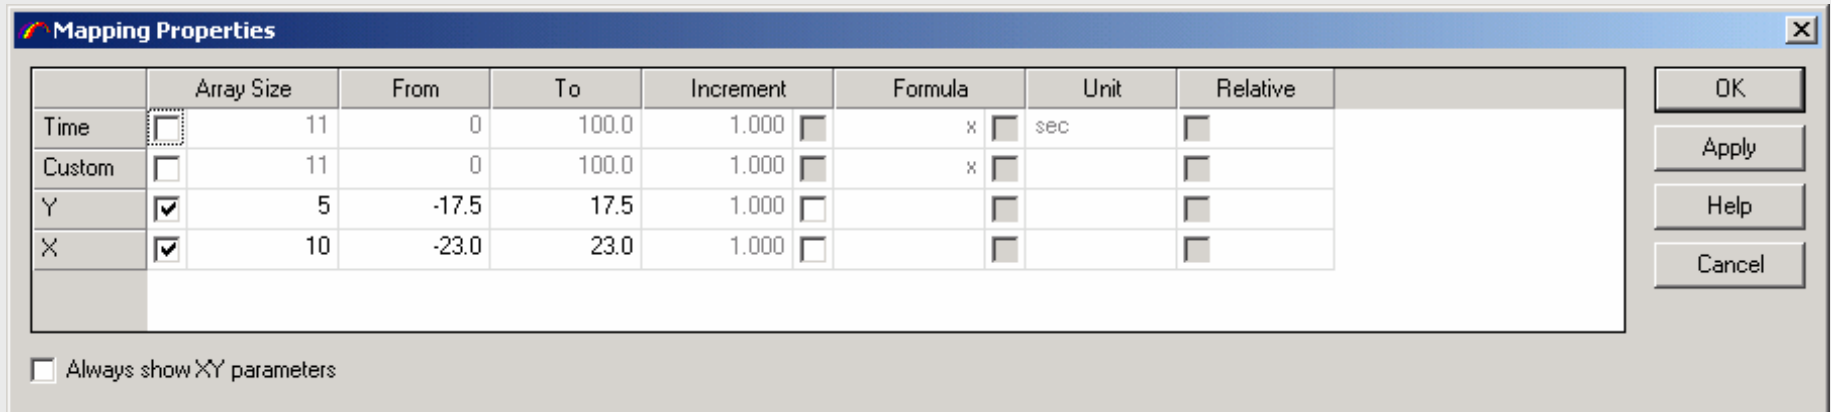 Mapping Properties
Array Size From To Increment Formula Unit Relative
Time 11 0 100.0 1.000 x sec
Custom 11 0 100.0 1.000 x
Y 5 -17.5 17.5 1.000
X 10 -23.0 23.0 1.000
OK
Apply
Help
Cancel
Always show XY parameters